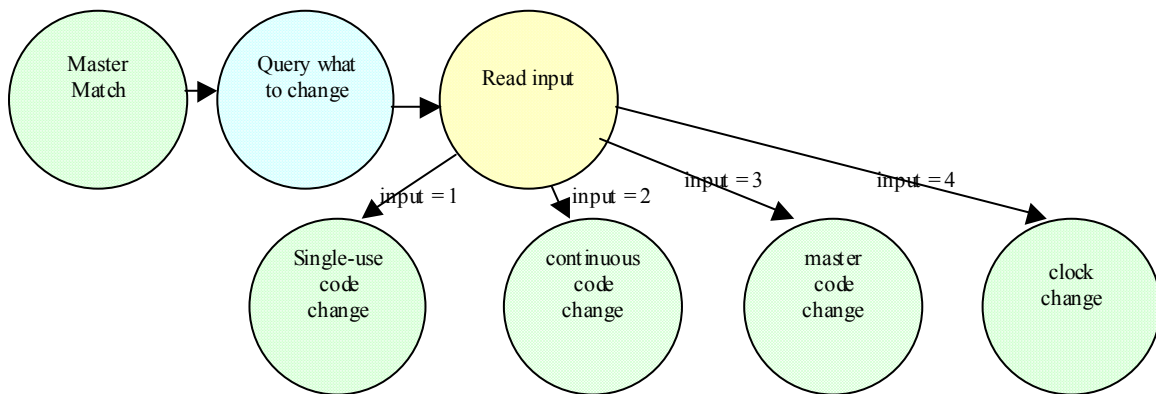 Master
Match
Query what
to change
Read input
input = 1
input = 2
input = 3
input = 4
Single-use
code
change
continuous
code
change
master
code
change
clock
change